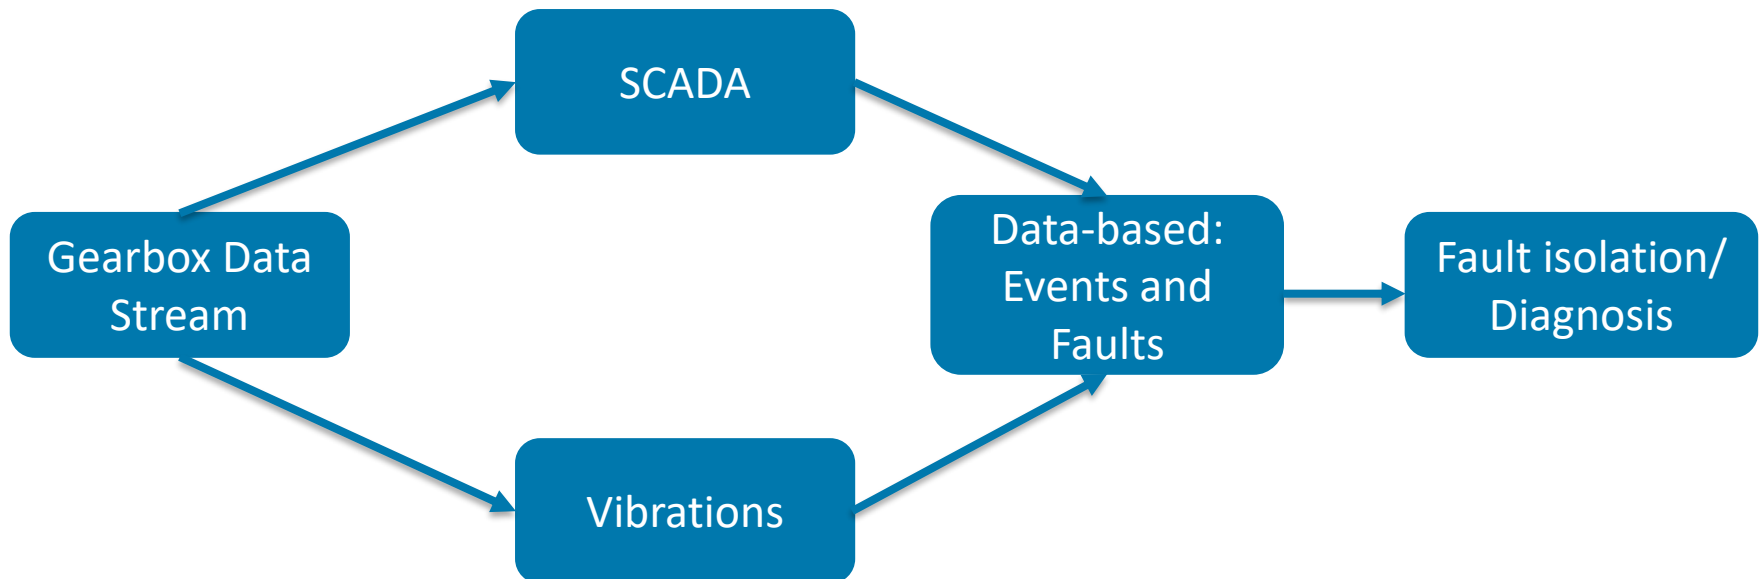 SCADA
Gearbox Data
Stream
Data-based:
Events and
Faults
Fault isolation/
Diagnosis
Vibrations